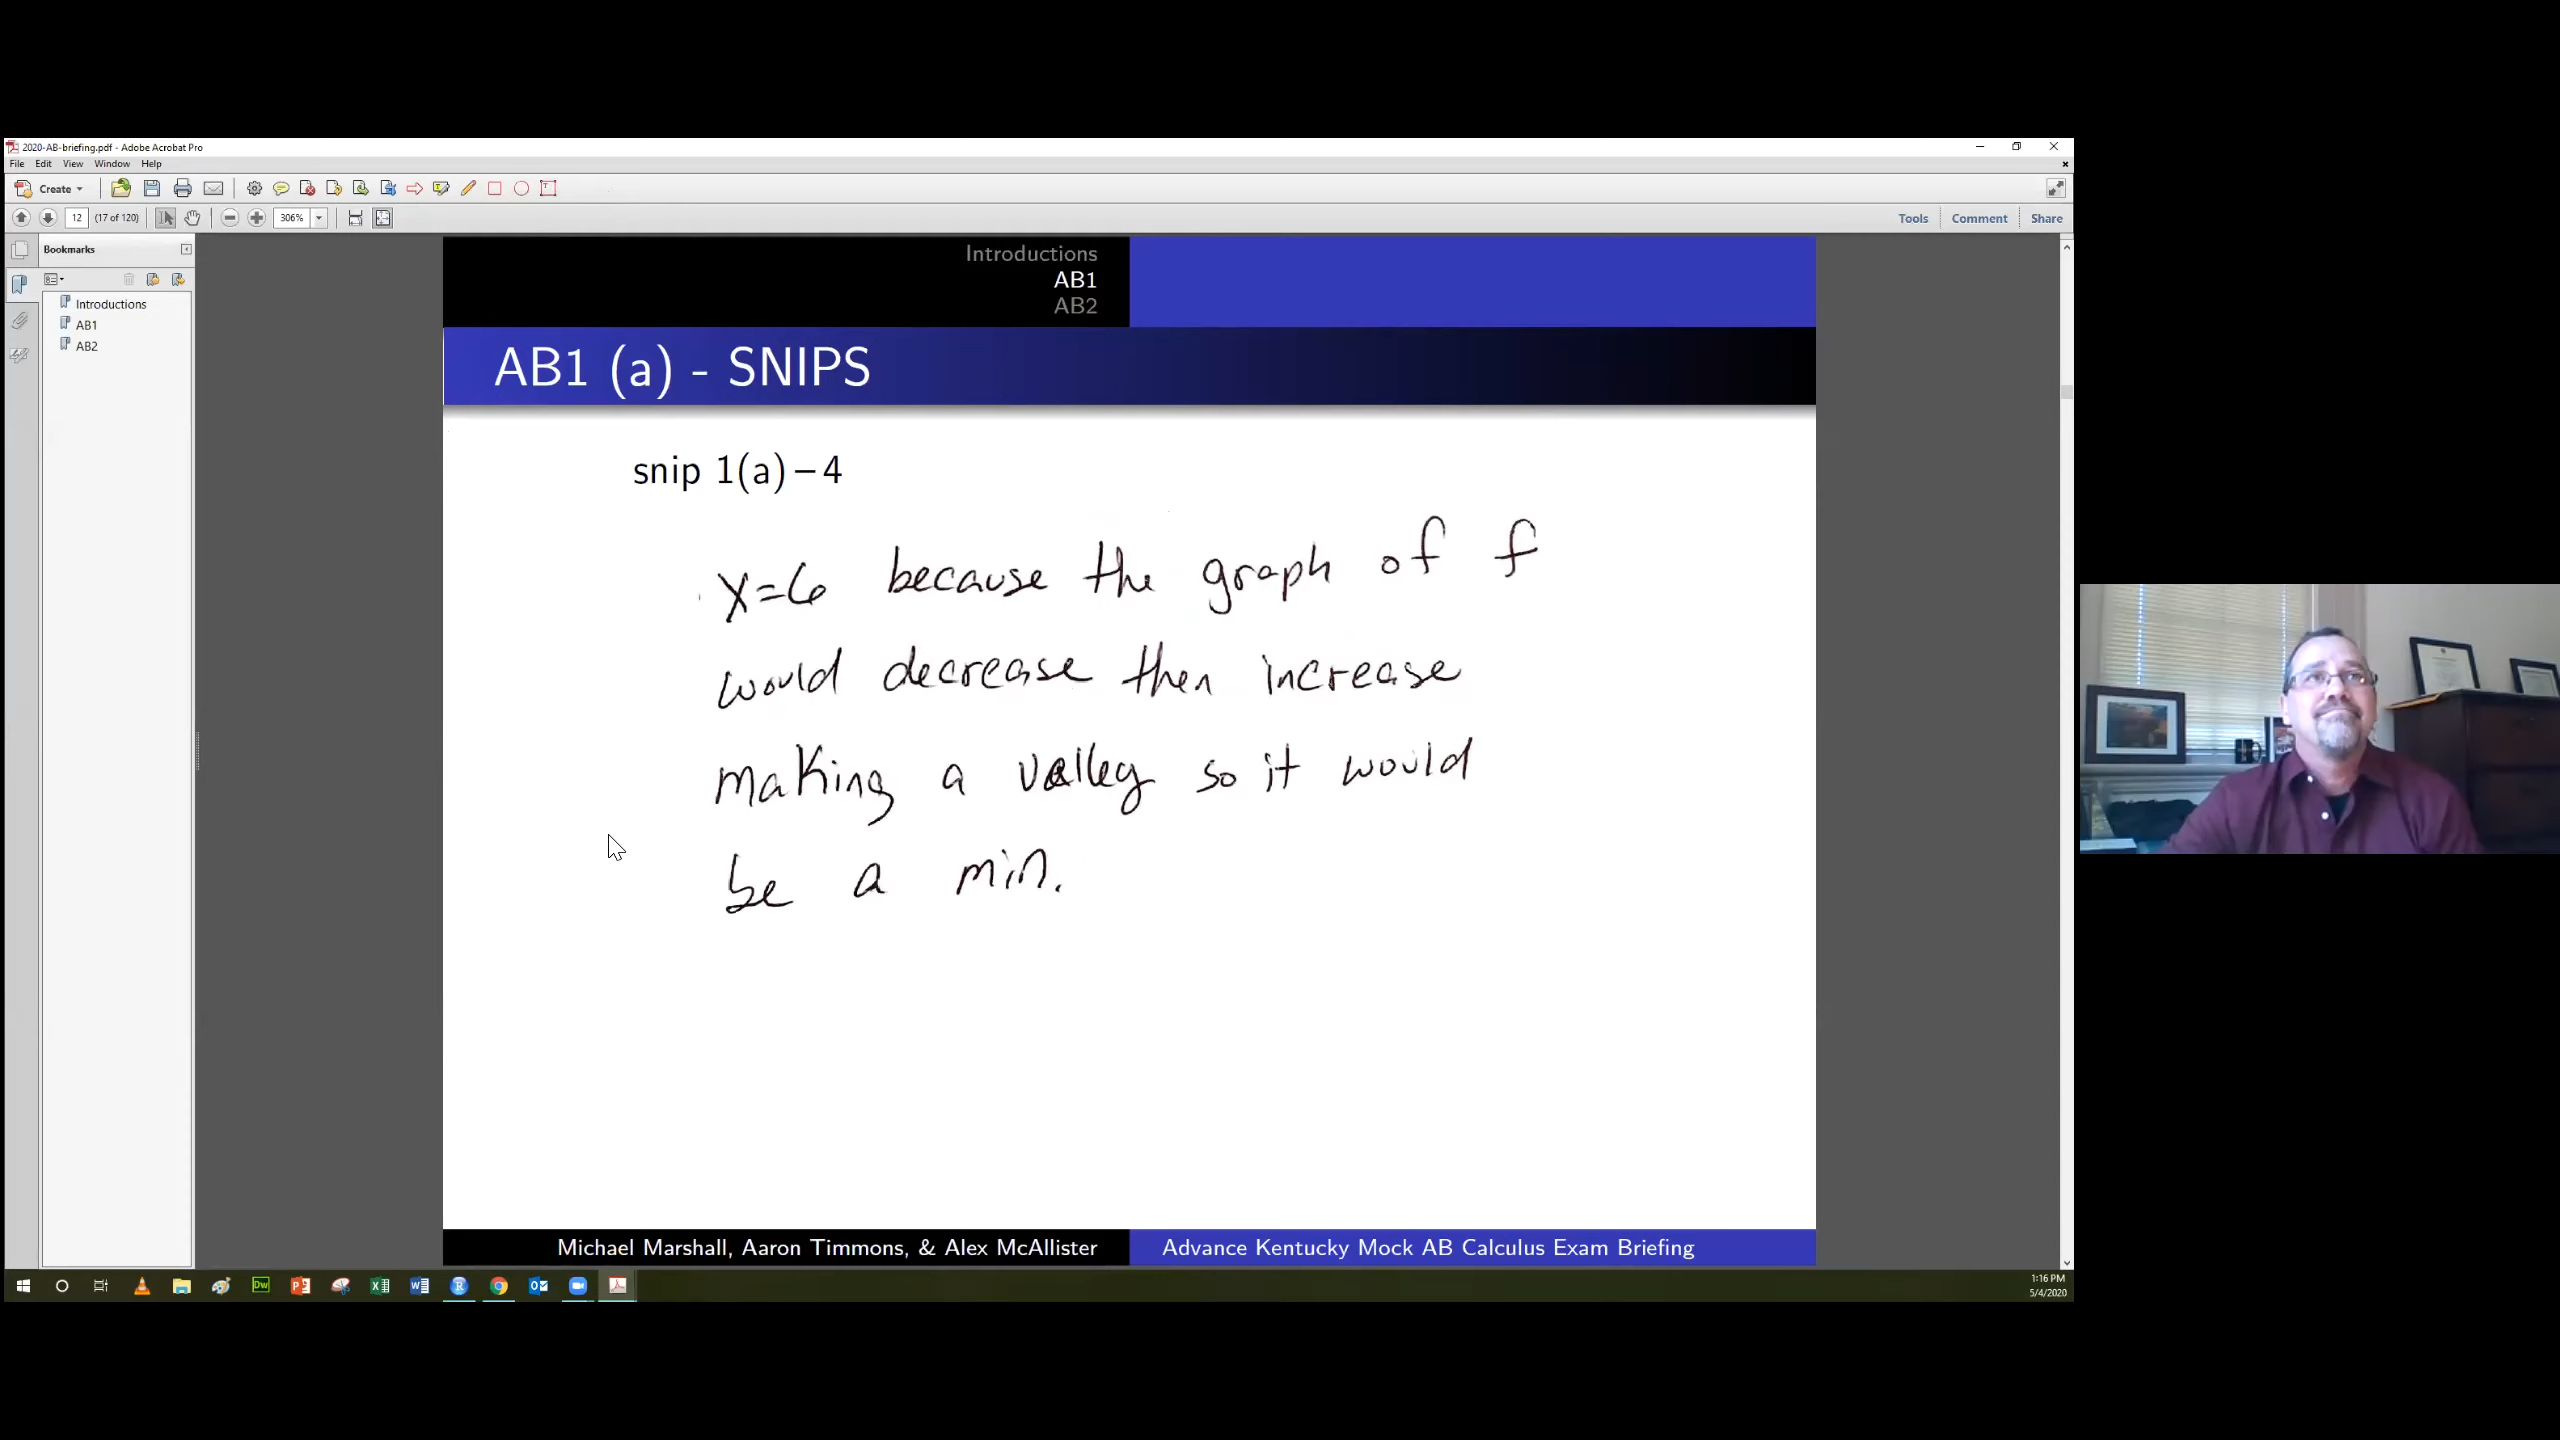 2020-AB-briefing.pdf - Adobe Acrobat Pro
File Edit View Window Help
Create
12 (17 of 120) 306% Tools Comment Share
Bookmarks
Introductions
AB1
AB2
Introductions
AB1
AB2
AB1 (a) - SNIPS
snip 1(a)–4
x=6 because the graph of f
would decrease then increase
making a valley so it would
be a min.
Michael Marshall, Aaron Timmons, & Alex McAllister Advance Kentucky Mock AB Calculus Exam Briefing
1:16 PM
5/4/2020